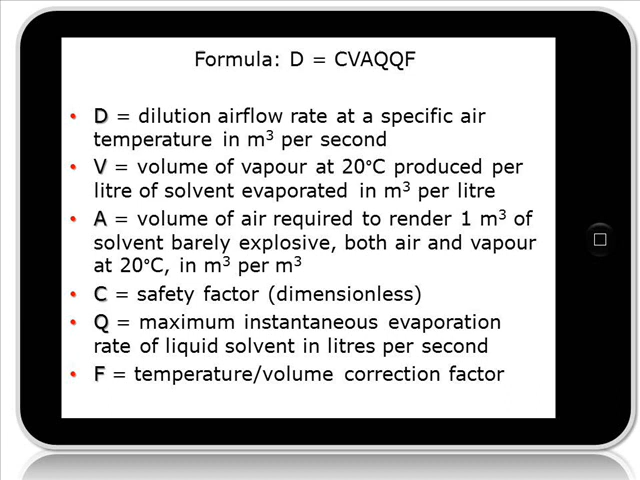 Formula: D = CVAQQF
• D = dilution airflow rate at a specific air
temperature in m³ per second
• V = volume of vapour at 20°C produced per
litre of solvent evaporated in m³ per litre
• A = volume of air required to render 1 m³ of
solvent barely explosive, both air and vapour
at 20°C, in m³ per m³
• C = safety factor (dimensionless)
• Q = maximum instantaneous evaporation
rate of liquid solvent in litres per second
• F = temperature/volume correction factor